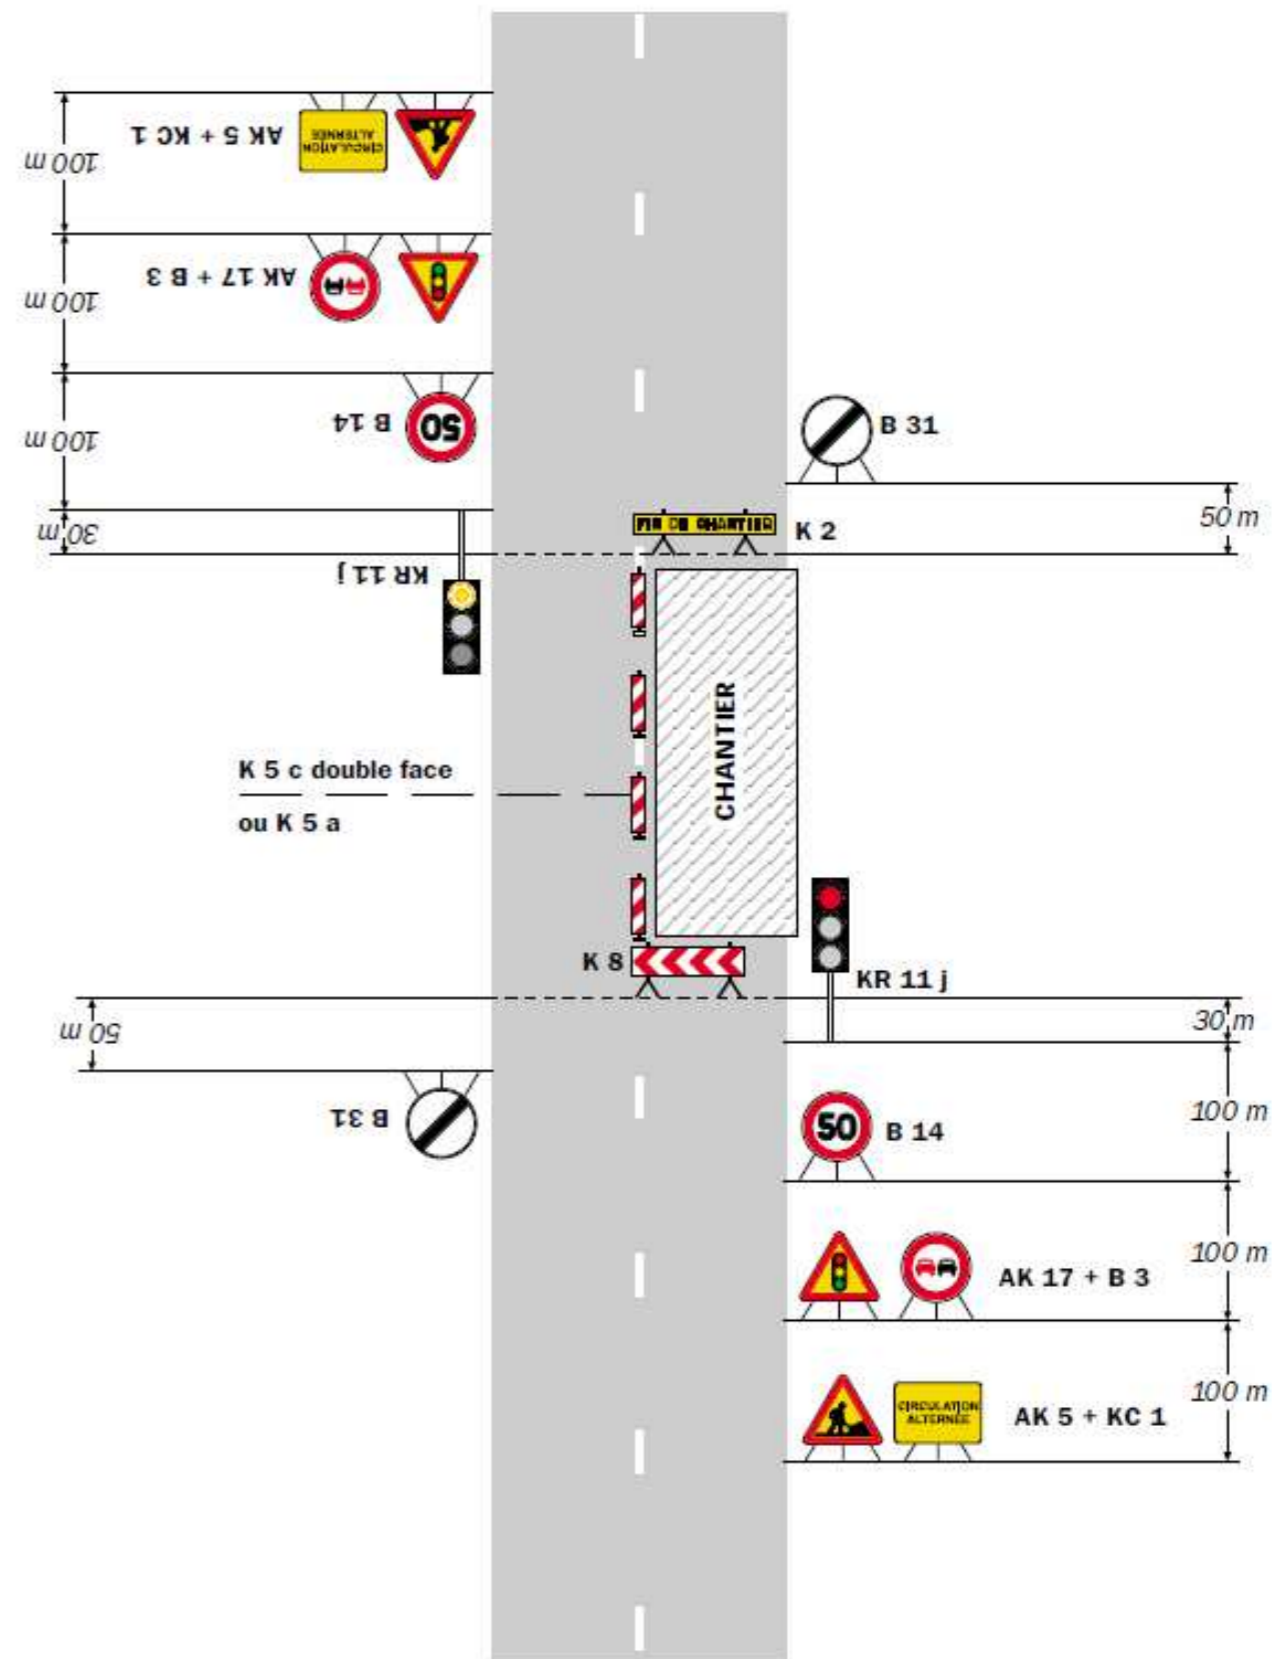 AK 5 + KC 1
CIRCULATION
ALTERNÉE
100 m
AK 17 + B 3
100 m
B 14
50
100 m
B 31
50 m
30 m
FIN DE CHANTIER
K 2
KR 11 j
CHANTIER
K 5 c double face
ou K 5 a
K 8
KR 11 j
50 m
30 m
B 31
50
B 14
100 m
AK 17 + B 3
100 m
CIRCULATION
ALTERNÉE
AK 5 + KC 1
100 m